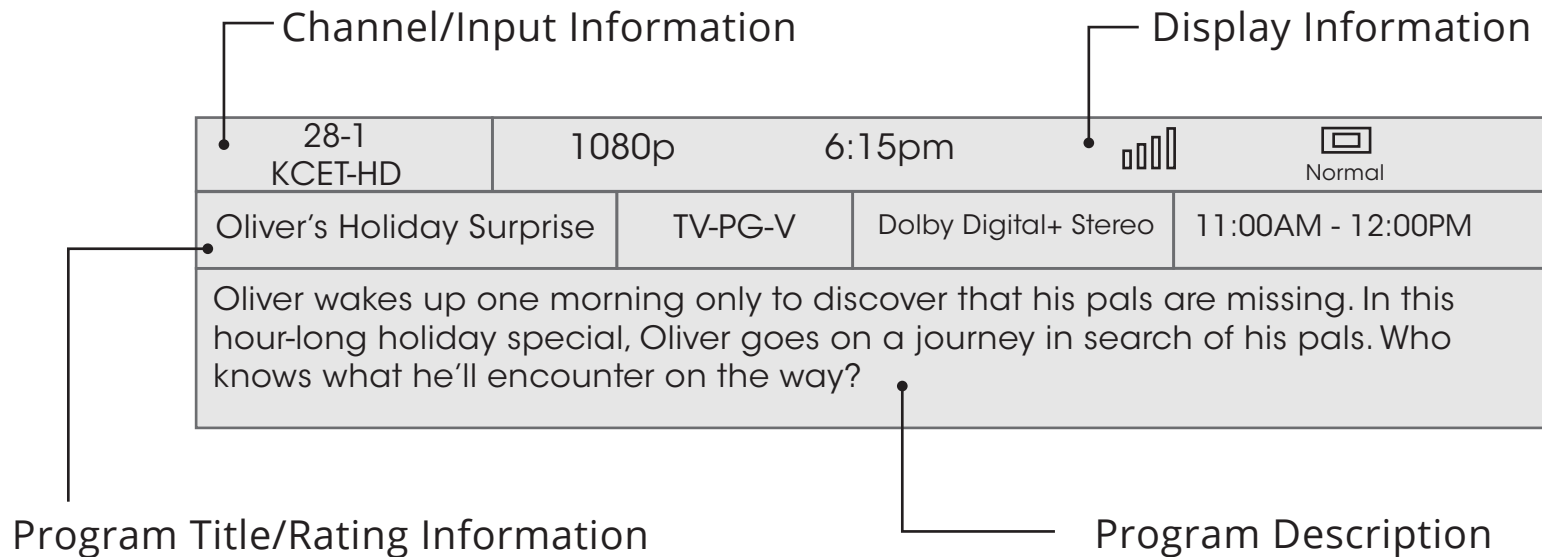 Channel/Input Information
Display Information
28-1
KCET-HD
1080p
6:15pm
Normal
Oliver’s Holiday Surprise
TV-PG-V
Dolby Digital+ Stereo
11:00AM - 12:00PM
Oliver wakes up one morning only to discover that his pals are missing. In this
hour-long holiday special, Oliver goes on a journey in search of his pals. Who
knows what he’ll encounter on the way?
Program Title/Rating Information
Program Description